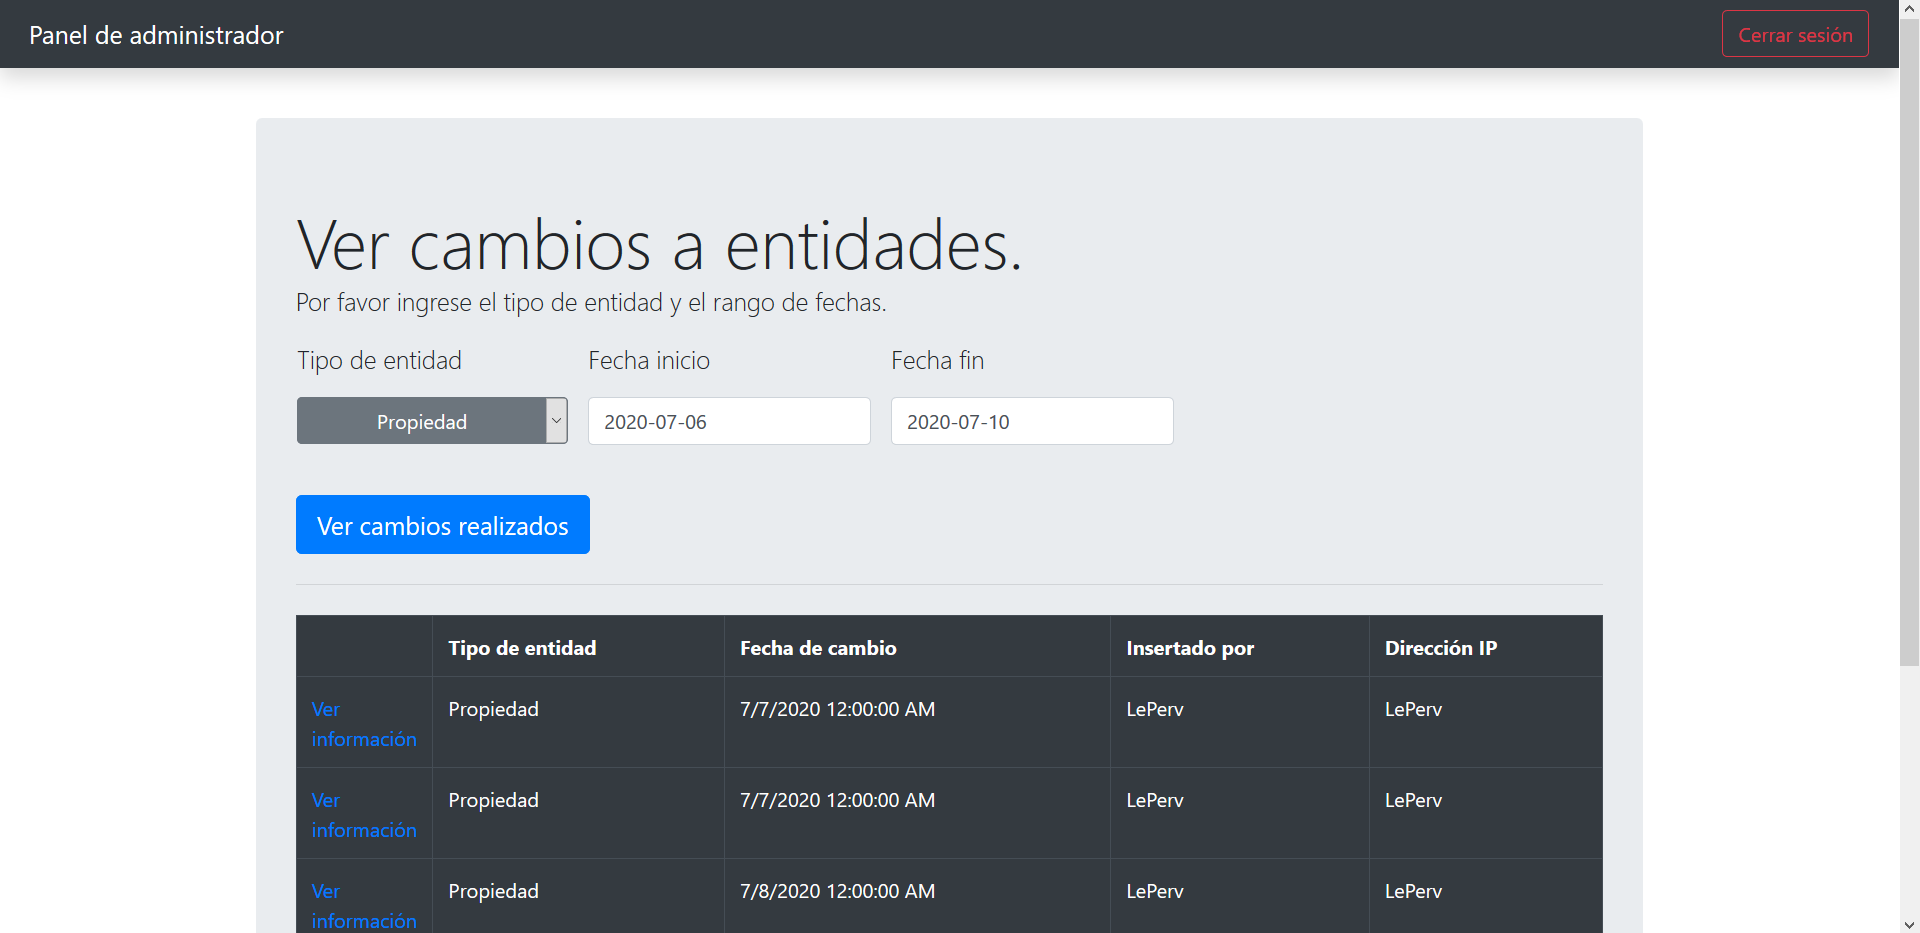 Panel de administrador
Cerrar sesión
Ver cambios a entidades.
Por favor ingrese el tipo de entidad y el rango de fechas.
Tipo de entidad Fecha inicio Fecha fin
Propiedad 2020-07-06 2020-07-10
Ver cambios realizados
Tipo de entidad Fecha de cambio Insertado por Dirección IP
Ver Propiedad 7/7/2020 12:00:00 AM LePerv LePerv
información
Ver Propiedad 7/7/2020 12:00:00 AM LePerv LePerv
información
Ver Propiedad 7/8/2020 12:00:00 AM LePerv LePerv
información